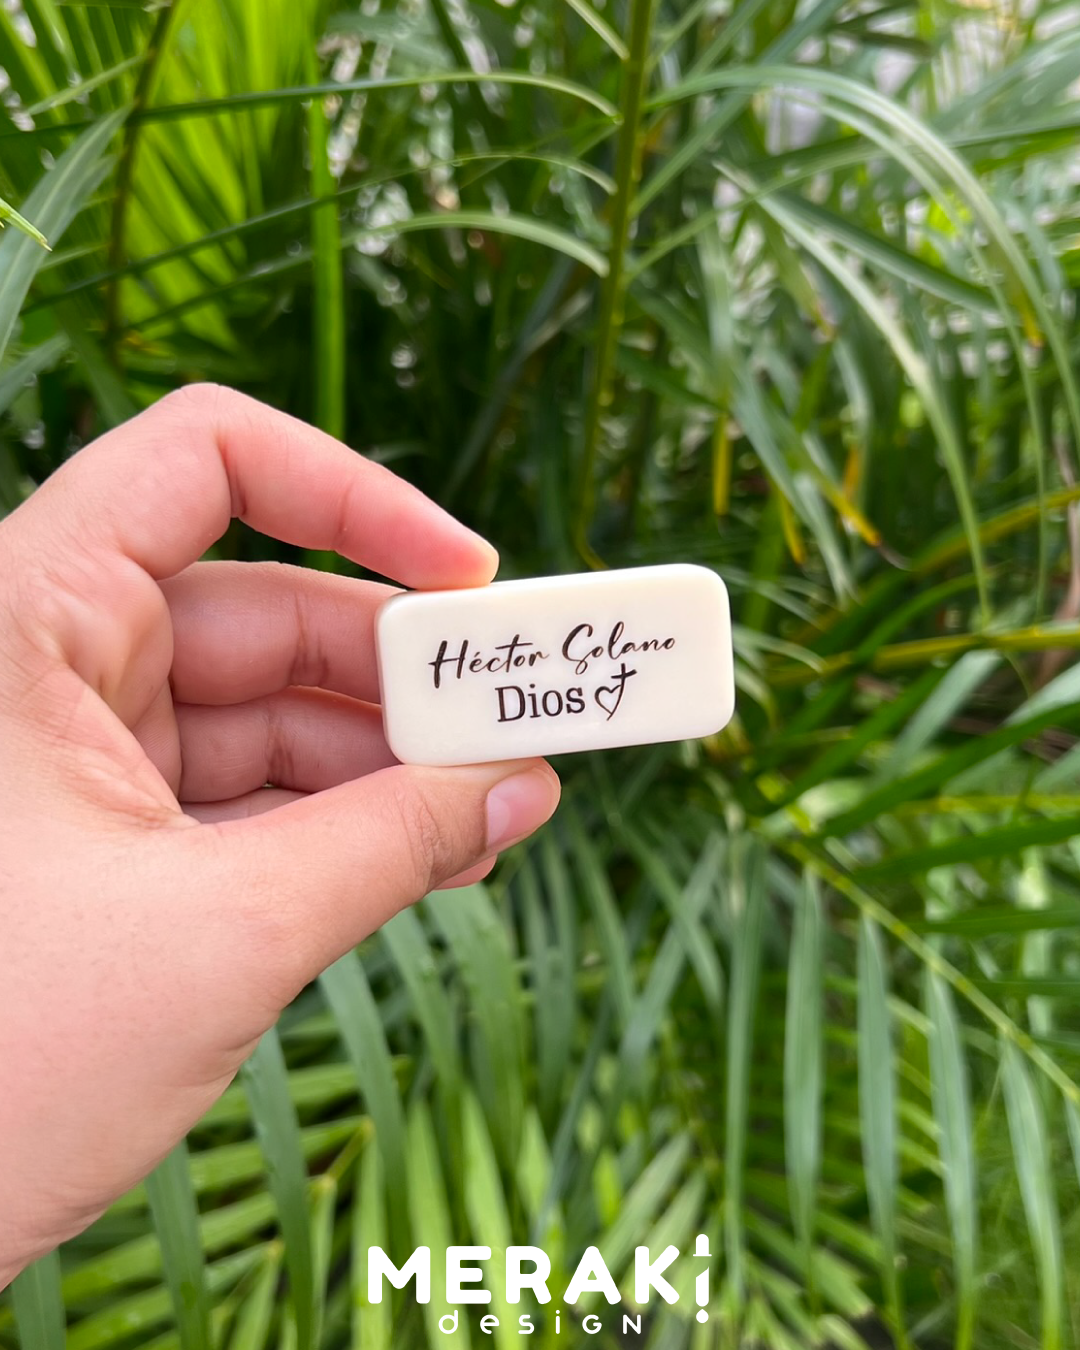 Héctor Solano
Dios
MERAKI
design